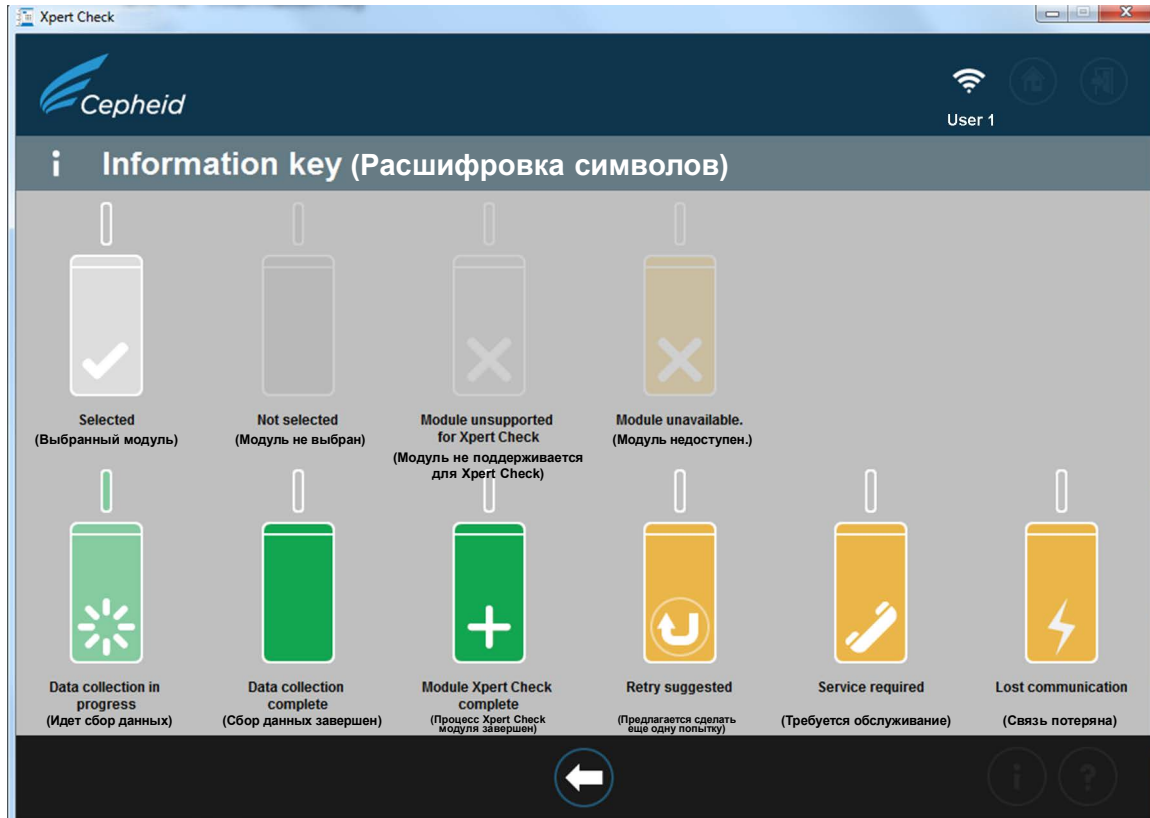 Xpert Check
Cepheid
User 1
i Information key (Расшифровка символов)
Selected
(Выбранный модуль)
Not selected
(Модуль не выбран)
Module unsupported
for Xpert Check
(Модуль не поддерживается
для Xpert Check)
Module unavailable.
(Модуль недоступен.)
Data collection in
progress
(Идет сбор данных)
Data collection
complete
(Сбор данных завершен)
Module Xpert Check
complete
(Процесс Xpert Check
модуля завершен)
Retry suggested
(Предлагается сделать
еще одну попытку)
Service required
(Требуется обслуживание)
Lost communication
(Связь потеряна)
i ?